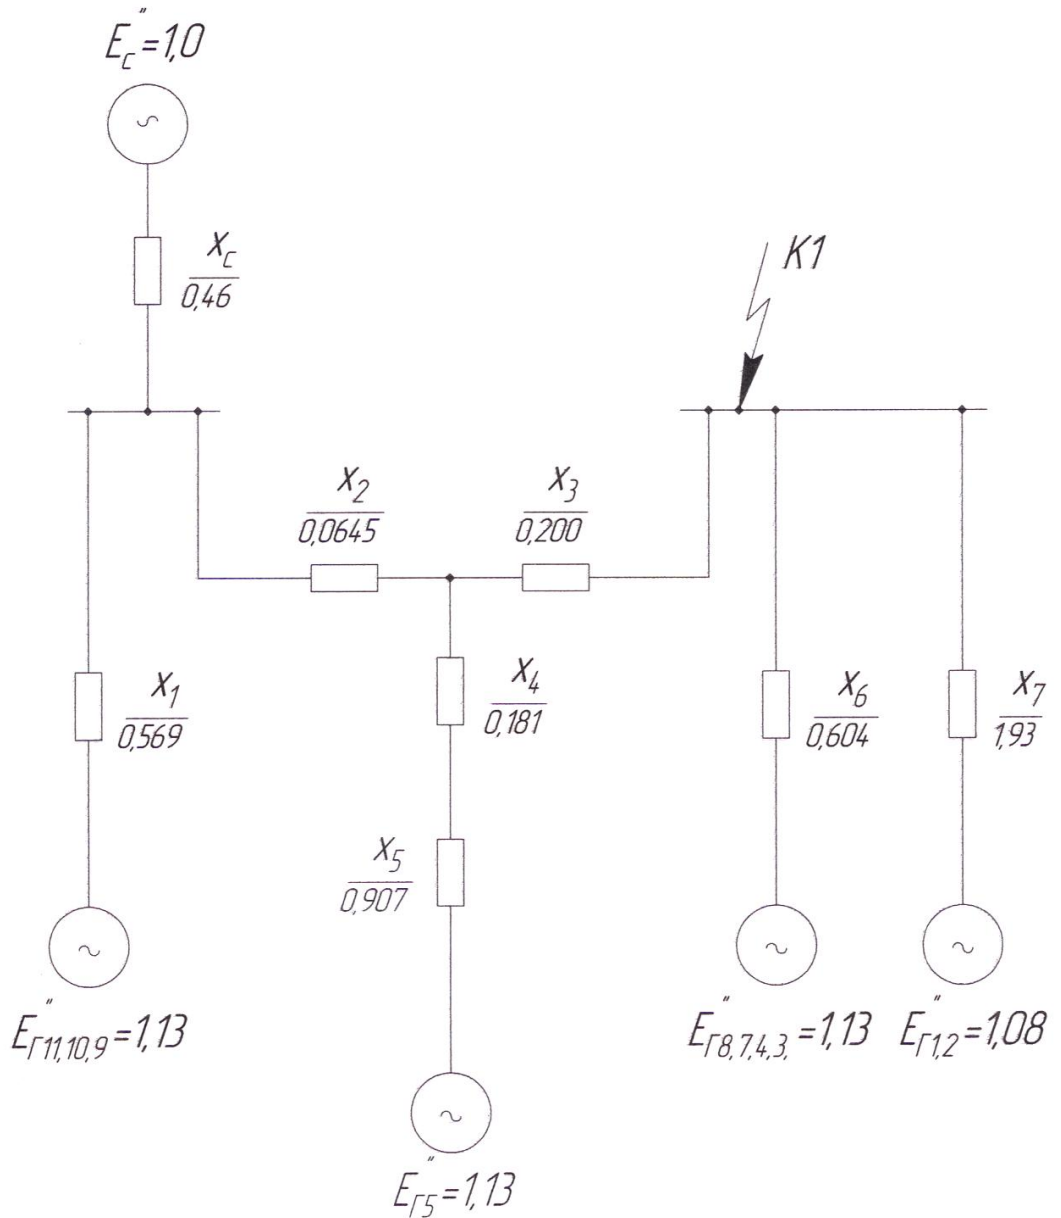 E"с=1,0
xс
0,46
К1
x2
0,0645
x3
0,200
x1
0,569
x4
0,181
x6
0,604
x7
1,93
x5
0,907
E"Г11,10,9=1,13
E"Г8,7,4,3,=1,13
E"Г1,2=1,08
E"Г5=1,13